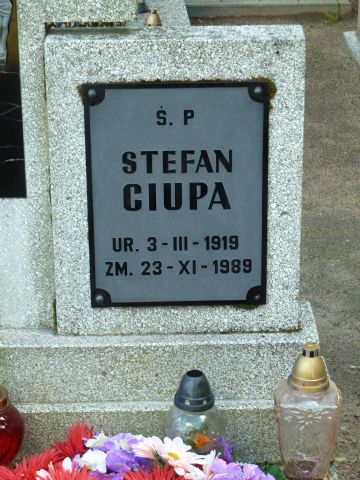 Ś. P
STEFAN
CIUPA
UR. 3-III-1919
ZM. 23-XI-1989